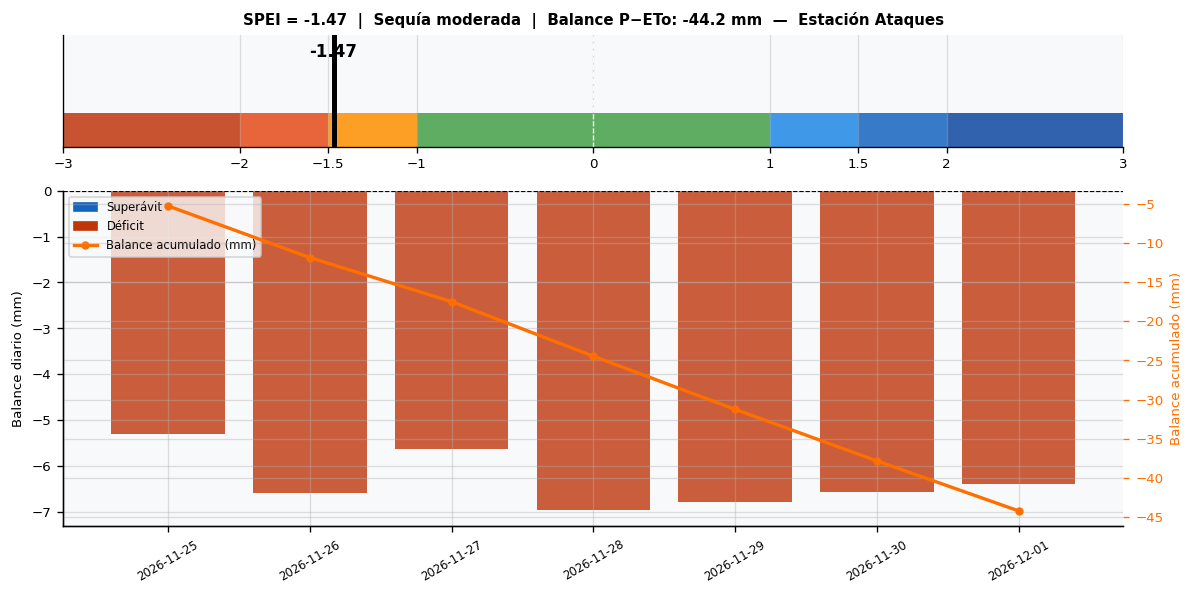 SPEI = -1.47 | Sequía moderada | Balance P−ETo: -44.2 mm — Estación Ataques
-1.47
−3 −2 −1.5 −1 0 1 1.5 2 3
Superávit
Déficit
Balance acumulado (mm)
Balance diario (mm)
0
−1
−2
−3
−4
−5
−6
−7
−5
−10
−15
−20
−25
−30
−35
−40
−45
Balance acumulado (mm)
2026-11-25 2026-11-26 2026-11-27 2026-11-28 2026-11-29 2026-11-30 2026-12-01